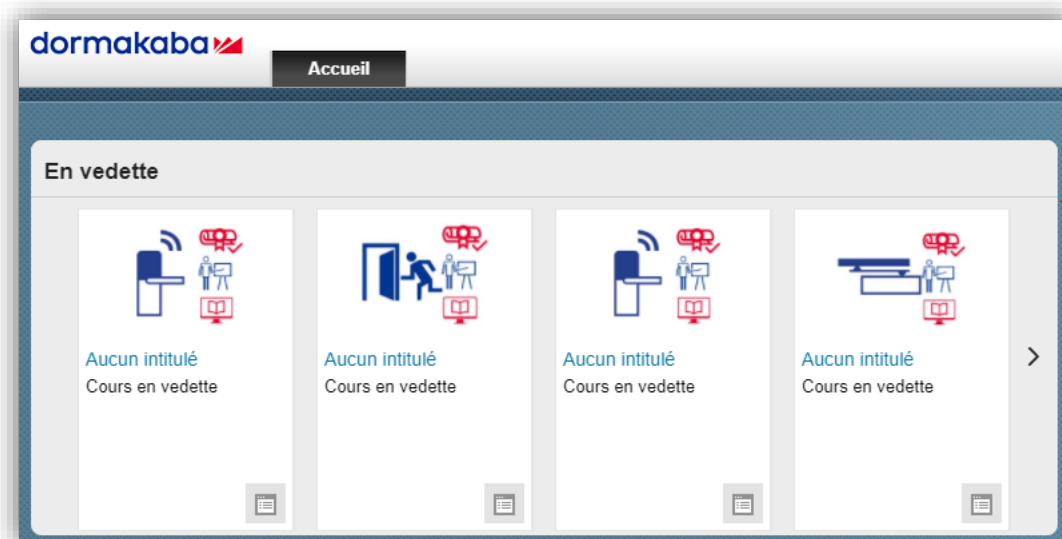 dormakaba
Accueil
En vedette
Aucun intitulé
Cours en vedette
Aucun intitulé
Cours en vedette
Aucun intitulé
Cours en vedette
Aucun intitulé
Cours en vedette